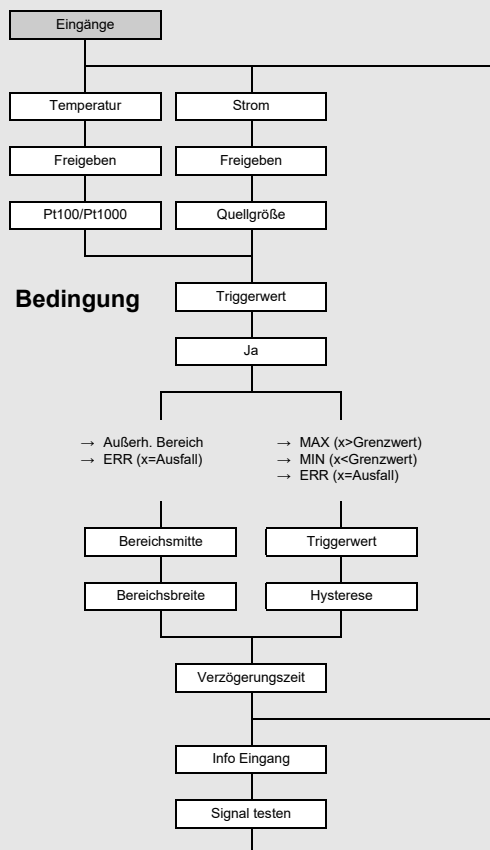 Eingänge
Temperatur
Strom
Freigeben
Freigeben
Pt100/Pt1000
Quellgröße
Bedingung
Triggerwert
Ja
→ Außerh. Bereich
→ ERR (x=Ausfall)
→ MAX (x>Grenzwert)
→ MIN (x<Grenzwert)
→ ERR (x=Ausfall)
Bereichsmitte
Triggerwert
Bereichsbreite
Hysterese
Verzögerungszeit
Info Eingang
Signal testen